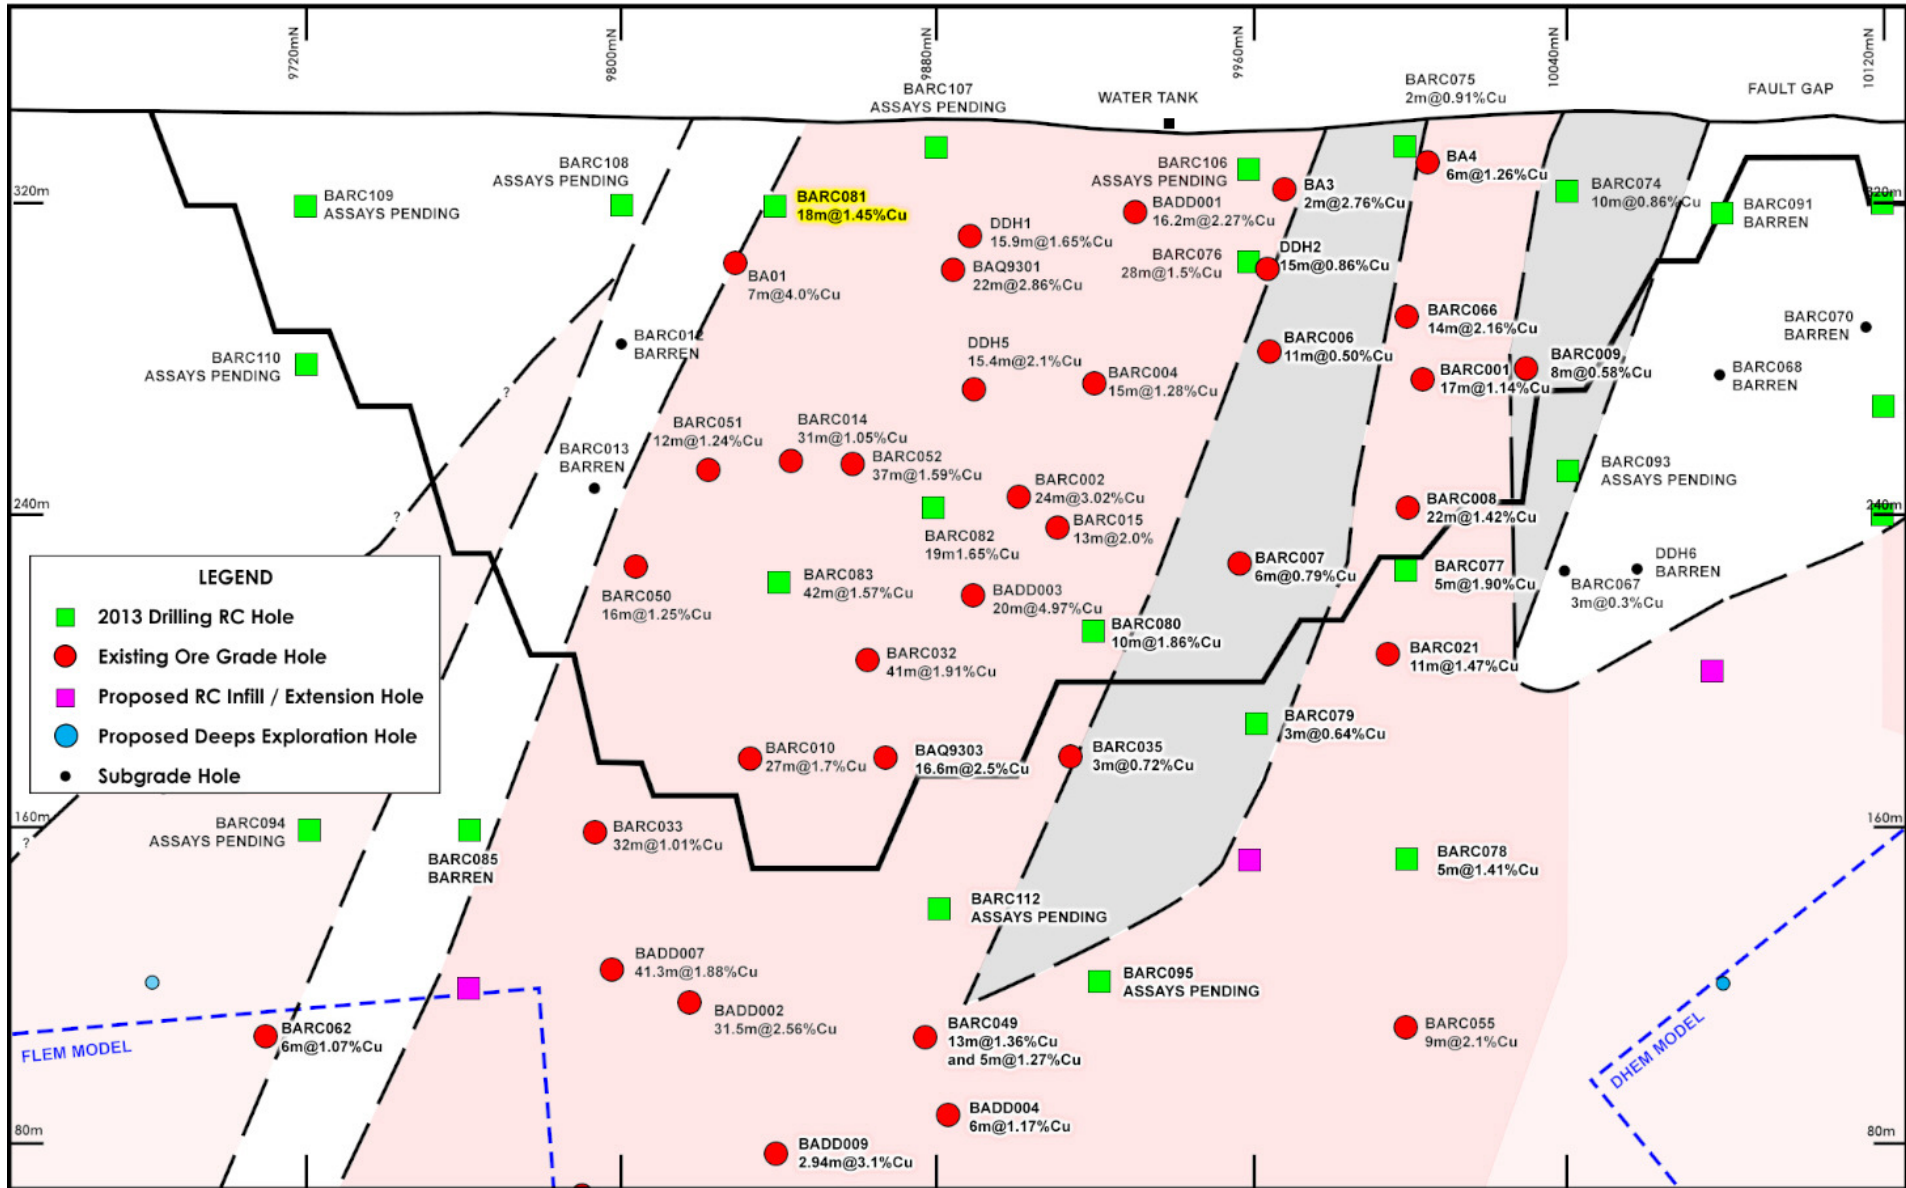 9720mN
9800mN
9880mN
9960mN
10040mN
10120mN
BARC107
ASSAYS PENDING
WATER TANK
BARC075
2m@0.91%Cu
FAULT GAP
BARC108
ASSAYS PENDING
BARC106
ASSAYS PENDING
BA4
6m@1.26%Cu
320m
BARC109
ASSAYS PENDING
BARC081
18m@1.45%Cu
BADD001
16.2m@2.27%Cu
BA3
2m@2.76%Cu
BARC074
10m@0.86%Cu
BARC091
BARREN
320m
DDH1
15.9m@1.65%Cu
BARC076
28m@1.5%Cu
DDH2
15m@0.86%Cu
BA01
7m@4.0%Cu
BAQ9301
22m@2.86%Cu
BARC066
14m@2.16%Cu
BARC070
BARREN
BARC012
BARREN
BARC110
ASSAYS PENDING
DDH5
15.4m@2.1%Cu
BARC004
15m@1.28%Cu
BARC006
11m@0.50%Cu
BARC001
17m@1.14%Cu
BARC009
8m@0.58%Cu
BARC068
BARREN
?
BARC051
12m@1.24%Cu
BARC014
31m@1.05%Cu
BARC052
37m@1.59%Cu
BARC013
BARREN
BARC093
ASSAYS PENDING
BARC002
24m@3.02%Cu
BARC008
22m@1.42%Cu
240m
?
BARC015
13m@2.0%
240m
BARC082
19m1.65%Cu
BARC007
6m@0.79%Cu
BARC077
5m@1.90%Cu
BARC067
3m@0.3%Cu
DDH6
BARREN
BARC050
16m@1.25%Cu
BARC083
42m@1.57%Cu
BADD003
20m@4.97%Cu
BARC080
10m@1.86%Cu
BARC032
41m@1.91%Cu
BARC021
11m@1.47%Cu
LEGEND
2013 Drilling RC Hole
Existing Ore Grade Hole
Proposed RC Infill / Extension Hole
Proposed Deeps Exploration Hole
Subgrade Hole
BARC079
3m@0.64%Cu
BARC010
27m@1.7%Cu
BAQ9303
16.6m@2.5%Cu
BARC035
3m@0.72%Cu
160m
?
BARC094
ASSAYS PENDING
BARC085
BARREN
BARC033
32m@1.01%Cu
160m
BARC078
5m@1.41%Cu
BARC112
ASSAYS PENDING
BADD007
41.3m@1.88%Cu
BADD002
31.5m@2.56%Cu
BARC095
ASSAYS PENDING
FLEM MODEL
BARC062
6m@1.07%Cu
BARC049
13m@1.36%Cu
and 5m@1.27%Cu
BARC055
9m@2.1%Cu
DHEM MODEL
BADD004
6m@1.17%Cu
80m
80m
BADD009
2.94m@3.1%Cu